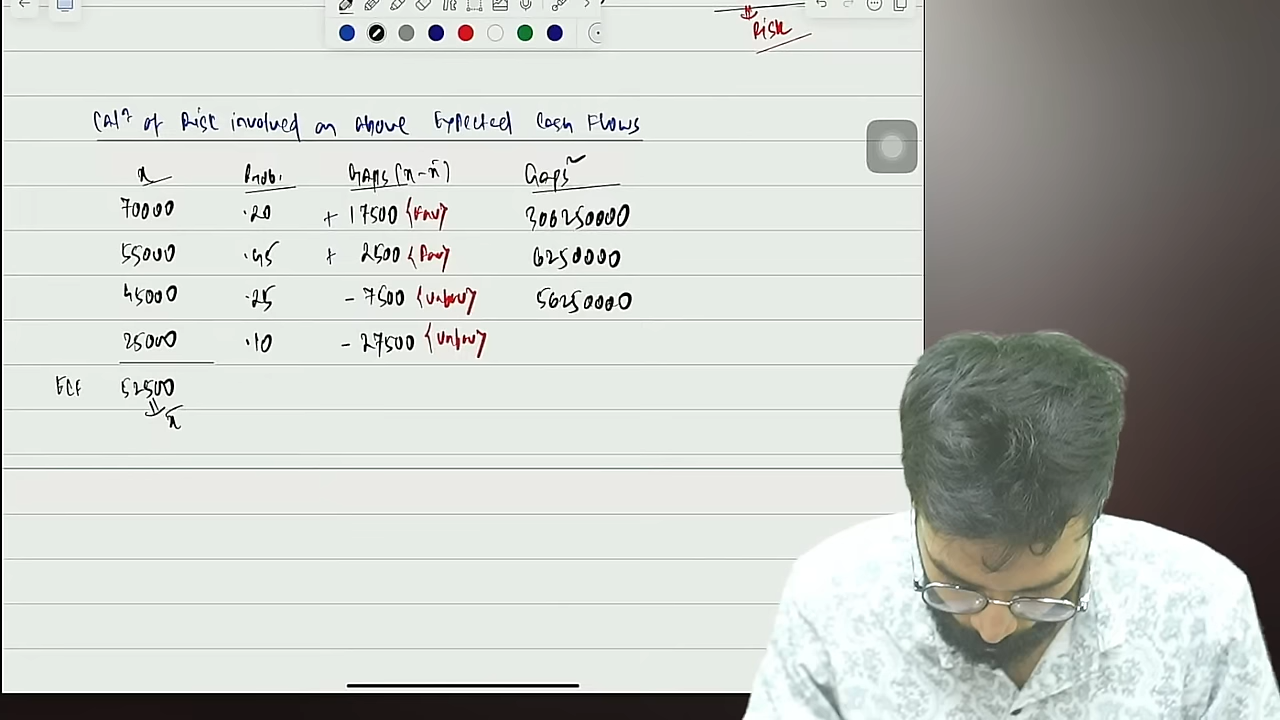 Risk
Calⁿ of Risk involved on above Expected Cash Flows
x Prob. Gaps (x-x̄) Gaps²
70000 .20 + 17500 {Fav} 306250000
55000 .45 + 2500 {Fav} 6250000
45000 .25 - 7500 {Unfav} 56250000
25000 .10 - 27500 {Unfav}
ECF 52500
x̄